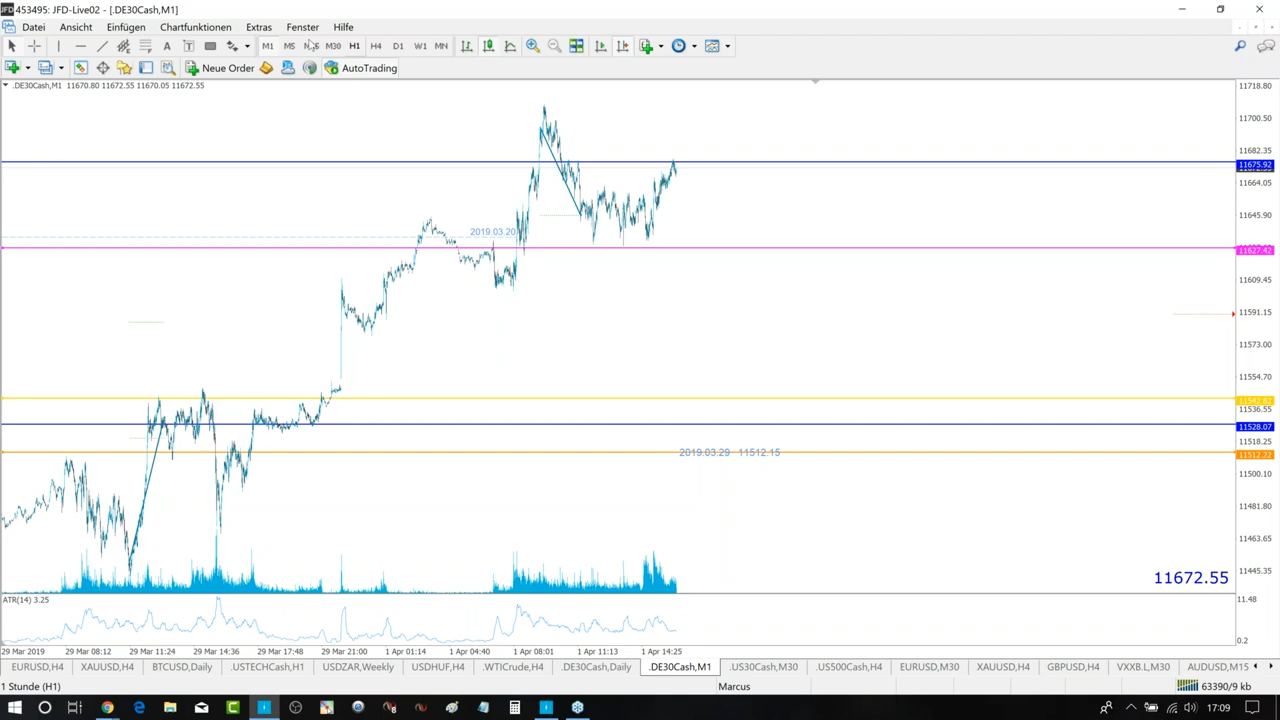 453495: JFD-Live02 - [.DE30Cash,M1]
Datei Ansicht Einfügen Chartfunktionen Extras Fenster Hilfe
M1 M5 M30 H1 H4 D1 W1 MN
Neue Order AutoTrading
.DE30Cash,M1 11670.80 11672.55 11670.05 11672.55
11718.80
11700.50
11682.35
11675.92
11664.05
11645.90
2019.03.20
11627.42
11609.45
11591.15
11573.00
11554.70
11542.82
11536.55
11528.07
11518.25
2019.03.29 11512.15
11512.22
11500.10
11481.80
11463.65
11445.35
11672.55
ATR(14) 3.25
11.48
0.2
29 Mar 2019 29 Mar 08:12 29 Mar 11:24 29 Mar 14:36 29 Mar 17:48 29 Mar 21:00 1 Apr 01:14 1 Apr 04:40 1 Apr 08:01 1 Apr 11:13 1 Apr 14:25
EURUSD,H4 XAUUSD,H4 BTCUSD,Daily .USTECHCash,H1 USDZAR,Weekly USDHUF,H4 .WTICrude,H4 .DE30Cash,Daily .DE30Cash,M1 .US30Cash,M30 .US500Cash,H4 EURUSD,M30 XAUUSD,H4 GBPUSD,H4 VXXB.L,M30 AUDUSD,M15
1 Stunde (H1) Marcus 63390/9 kb
17:09